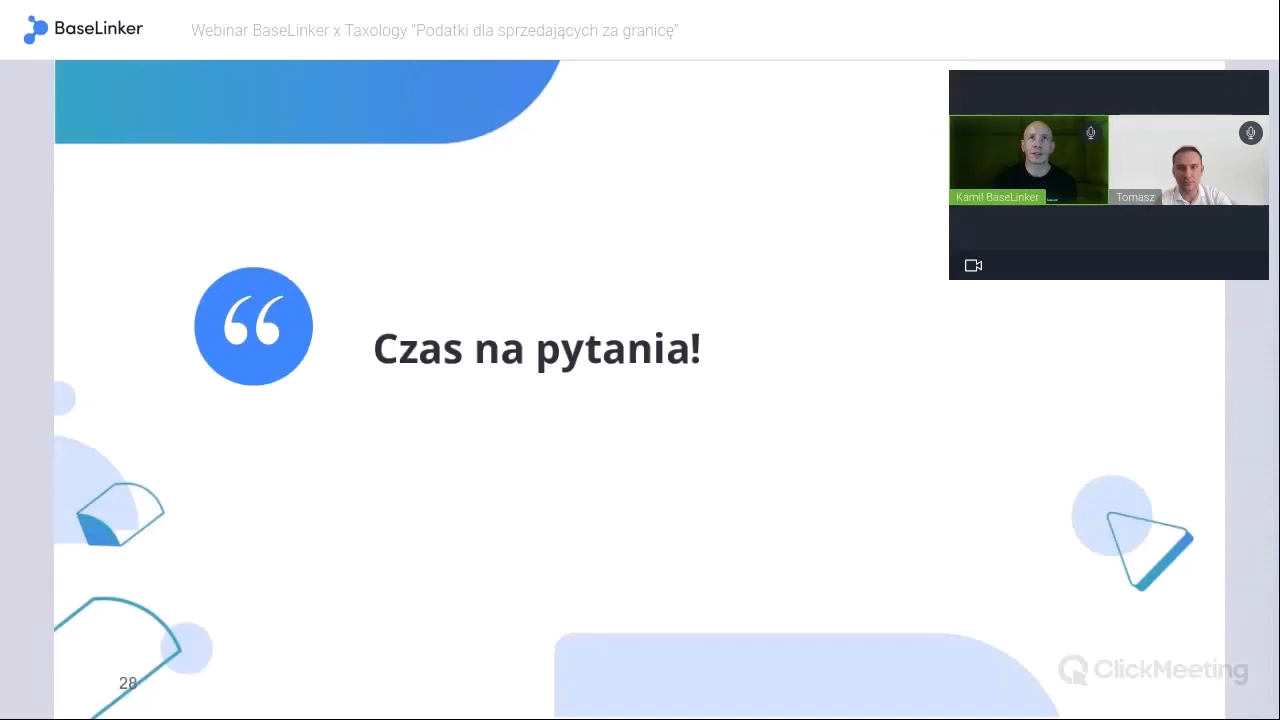 BaseLinker
Webinar BaseLinker x Taxology “Podatki dla sprzedających za granicę”
Kamil BaseLinker
Tomasz
“
Czas na pytania!
28
ClickMeeting